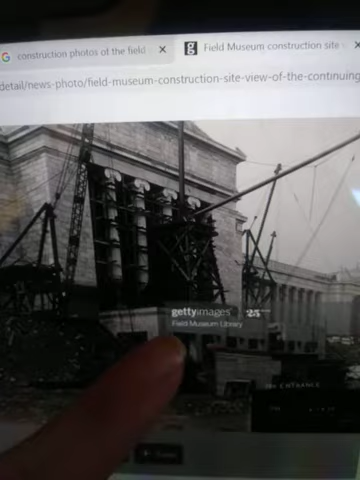 G construction photos of the field ×
g Field Museum construction site ×
detail/news-photo/field-museum-construction-site-view-of-the-continuing
gettyimages®
Field Museum Library
ENTRANCE